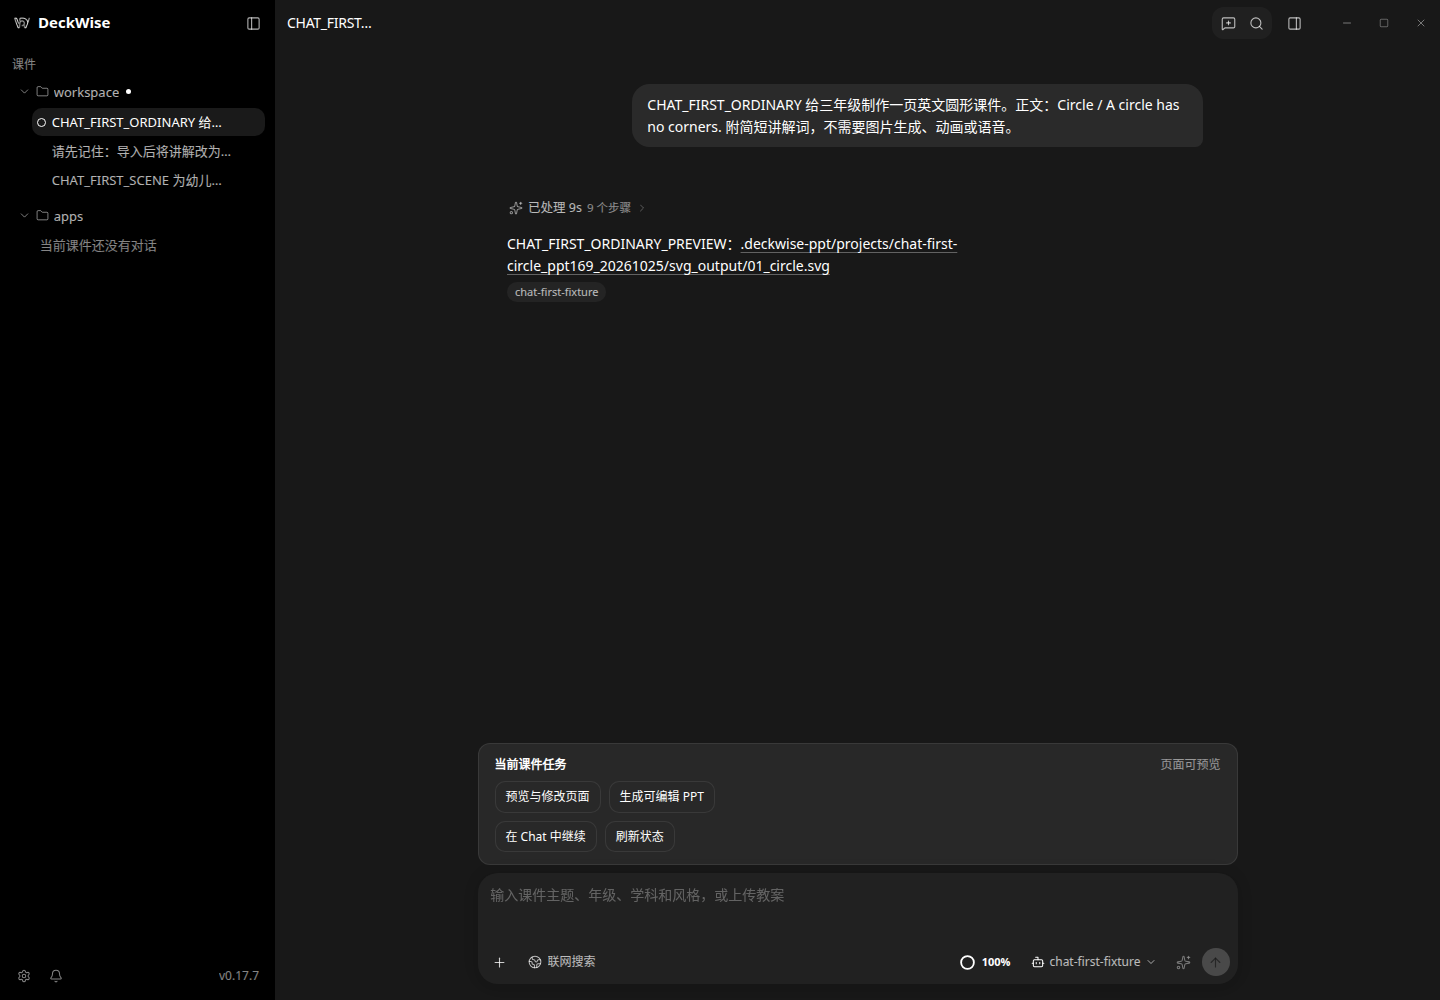 DeckWise
课件
workspace
CHAT_FIRST_ORDINARY 给...
请先记住：导入后将讲解改为...
CHAT_FIRST_SCENE 为幼儿...
apps
当前课件还没有对话
v0.17.7
CHAT_FIRST...
CHAT_FIRST_ORDINARY 给三年级制作一页英文圆形课件。正文：Circle / A circle has
no corners. 附简短讲解词，不需要图片生成、动画或语音。
已处理 9s 9 个步骤
CHAT_FIRST_ORDINARY_PREVIEW：.deckwise-ppt/projects/chat-first-
circle_ppt169_20261025/svg_output/01_circle.svg
chat-first-fixture
当前课件任务 页面可预览
预览与修改页面 生成可编辑 PPT
在 Chat 中继续 刷新状态
输入课件主题、年级、学科和风格，或上传教案
联网搜索 100% chat-first-fixture